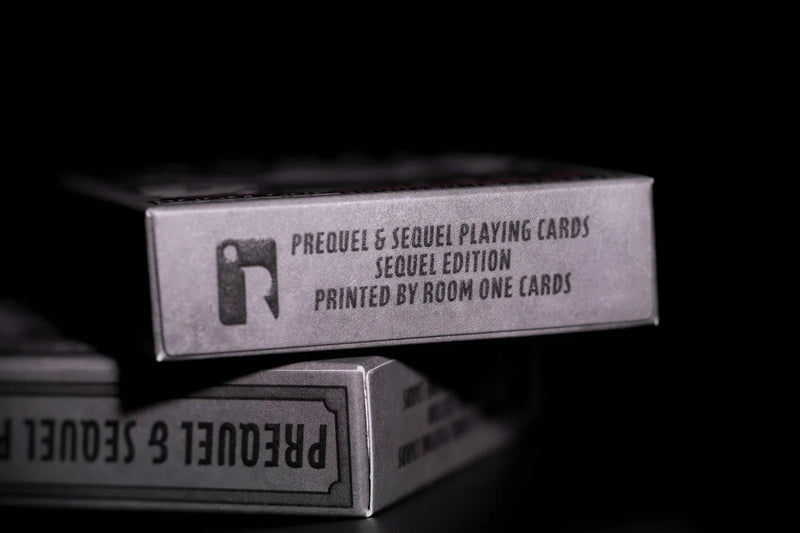 PREQUEL & SEQUEL PLAYING CARDS
SEQUEL EDITION
PRINTED BY ROOM ONE CARDS
PREQUEL & SEQUEL P